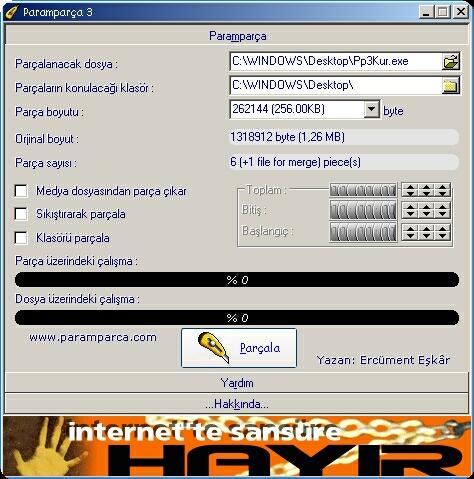 Paramparça 3
Paramparça
Parçalanacak dosya : C:\WINDOWS\Desktop\Pp3Kur.exe
Parçaların konulacağı klasör : C:\WINDOWS\Desktop\
Parça boyutu : 262144 (256.00KB) byte
Orjinal boyut : 1318912 byte (1,26 MB)
Parça sayısı : 6 (+1 file for merge) piece(s)
Medya dosyasından parça çıkar
Toplam :
Sıkıştırarak parçala
Bitiş :
Klasörü parçala
Başlangıç :
Parça üzerindeki çalışma :
% 0
Dosya üzerindeki çalışma :
% 0
www.paramparca.com
Parçala
Yazan: Ercüment Eşkâr
Yardım
...Hakkında...
internet'te sansüre
HAYIR